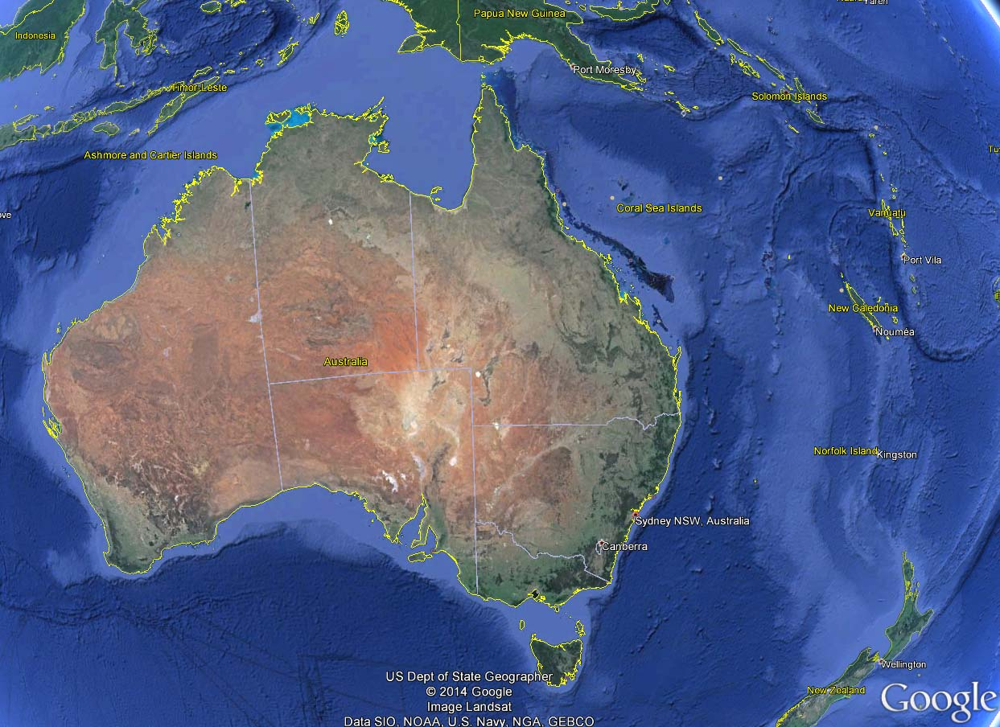 Papua New Guinea
Indonesia
Port Moresby
Timor-Leste
Solomon Islands
Ashmore and Cartier Islands
Coral Sea Islands
Vanuatu
Port Vila
New Caledonia
Nouméa
Australia
Norfolk Island
Kingston
Sydney NSW, Australia
Canberra
Wellington
New Zealand
US Dept of State Geographer
© 2014 Google
Image Landsat
Data SIO, NOAA, U.S. Navy, NGA, GEBCO
Google